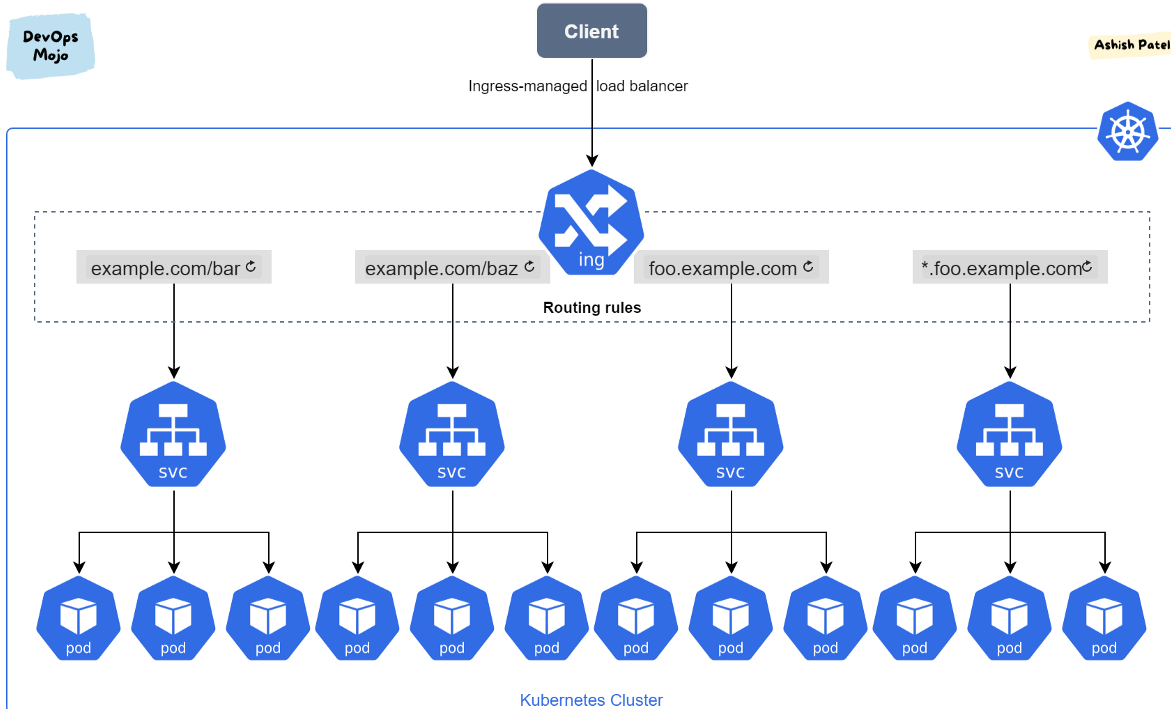 DevOps
Mojo
Client
Ashish Patel
Ingress-managed load balancer
ing
example.com/bar
example.com/baz
foo.example.com
*.foo.example.com
Routing rules
svc
svc
svc
svc
pod
pod
pod
pod
pod
pod
pod
pod
pod
pod
pod
pod
Kubernetes Cluster